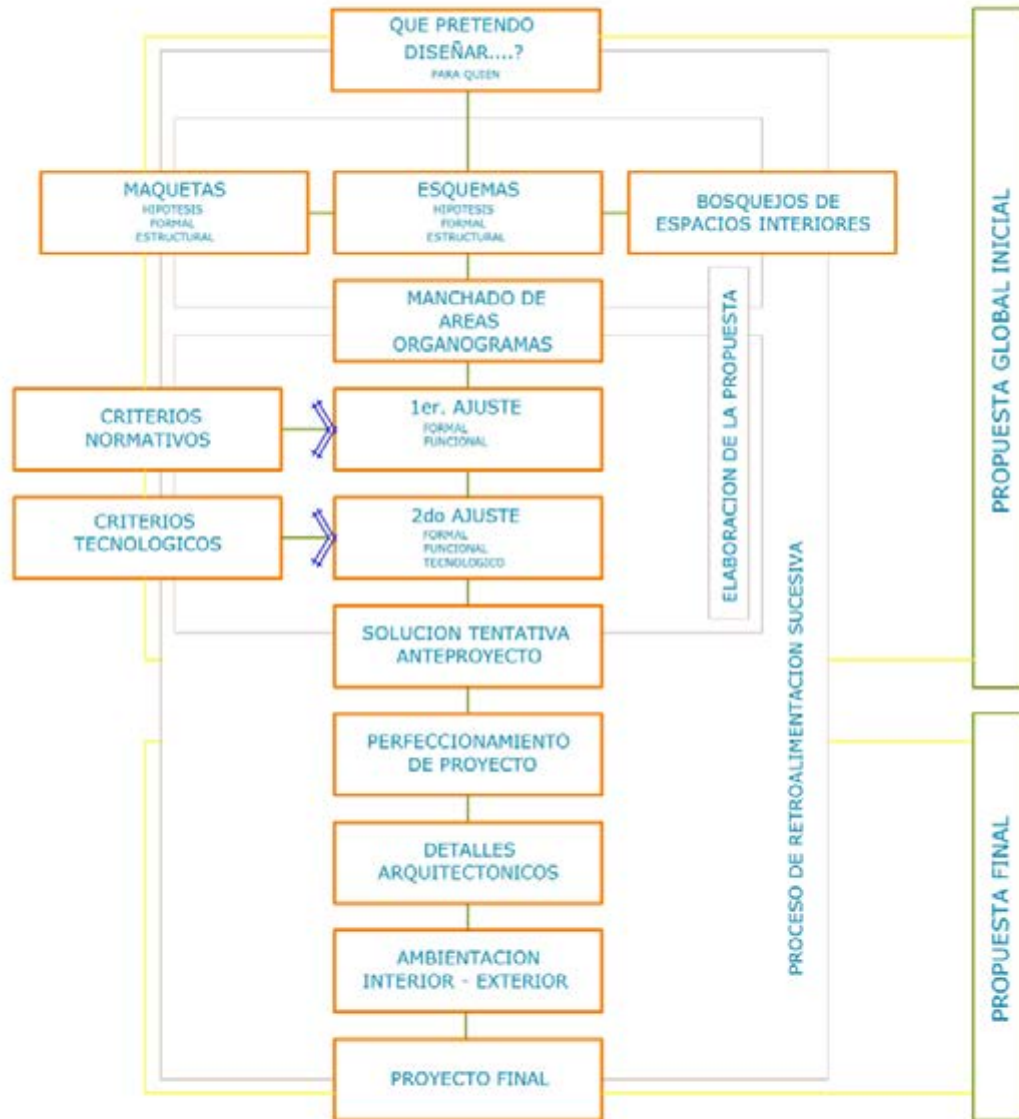 QUE PRETENDO
DISEÑAR....?
PARA QUIEN
MAQUETAS
HIPOTESIS
FORMAL
ESTRUCTURAL
ESQUEMAS
HIPOTESIS
FORMAL
ESTRUCTURAL
BOSQUEJOS DE
ESPACIOS INTERIORES
MANCHADO DE
AREAS
ORGANOGRAMAS
CRITERIOS
NORMATIVOS
1er. AJUSTE
FORMAL
FUNCIONAL
CRITERIOS
TECNOLOGICOS
2do AJUSTE
FORMAL
FUNCIONAL
TECNOLOGICO
SOLUCION TENTATIVA
ANTEPROYECTO
PERFECCIONAMIENTO
DE PROYECTO
DETALLES
ARQUITECTONICOS
AMBIENTACION
INTERIOR - EXTERIOR
PROYECTO FINAL
ELABORACION DE LA PROPUESTA
PROCESO DE RETROALIMENTACION SUCESIVA
PROPUESTA GLOBAL INICIAL
PROPUESTA FINAL